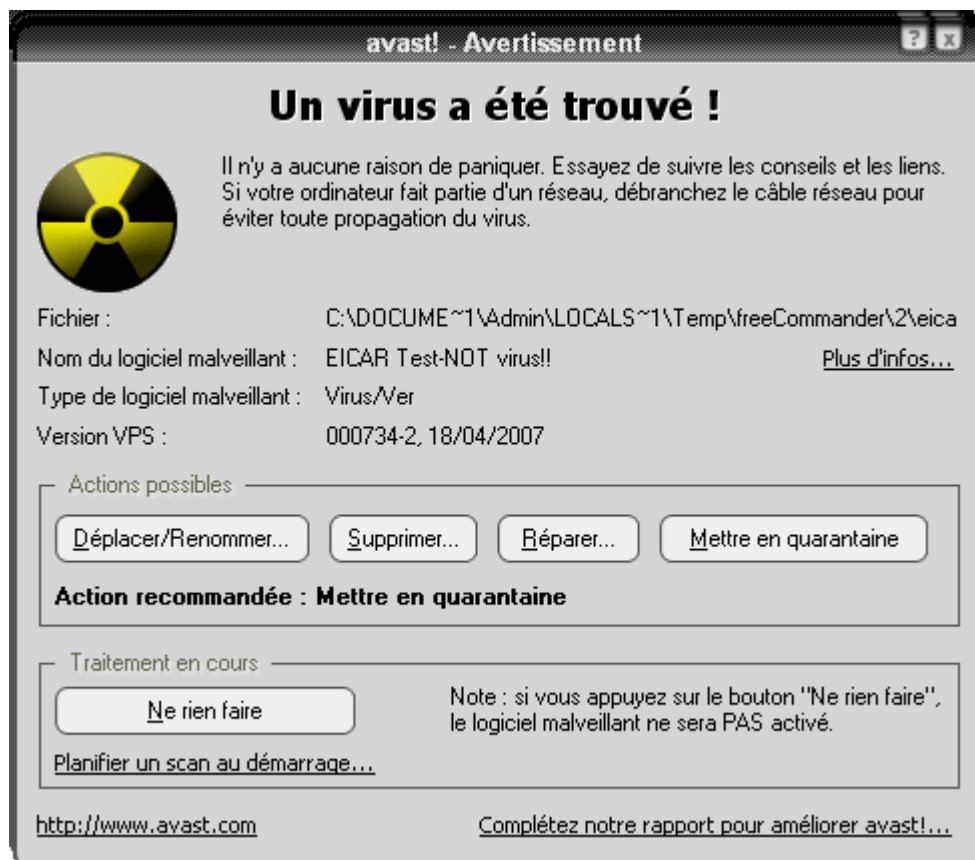 avast! - Avertissement
Un virus a été trouvé !
Il n'y a aucune raison de paniquer. Essayez de suivre les conseils et les liens.
Si votre ordinateur fait partie d'un réseau, débranchez le câble réseau pour
éviter toute propagation du virus.
Fichier : C:\DOCUME~1\Admin\LOCALS~1\Temp\freeCommander\2\eica
Nom du logiciel malveillant : EICAR Test-NOT virus!! Plus d'infos...
Type de logiciel malveillant : Virus/Ver
Version VPS : 000734-2, 18/04/2007
Actions possibles
Déplacer/Renommer... Supprimer... Réparer... Mettre en quarantaine
Action recommandée : Mettre en quarantaine
Traitement en cours
Ne rien faire
Note : si vous appuyez sur le bouton "Ne rien faire",
le logiciel malveillant ne sera PAS activé.
Planifier un scan au démarrage...
http://www.avast.com Complétez notre rapport pour améliorer avast!...